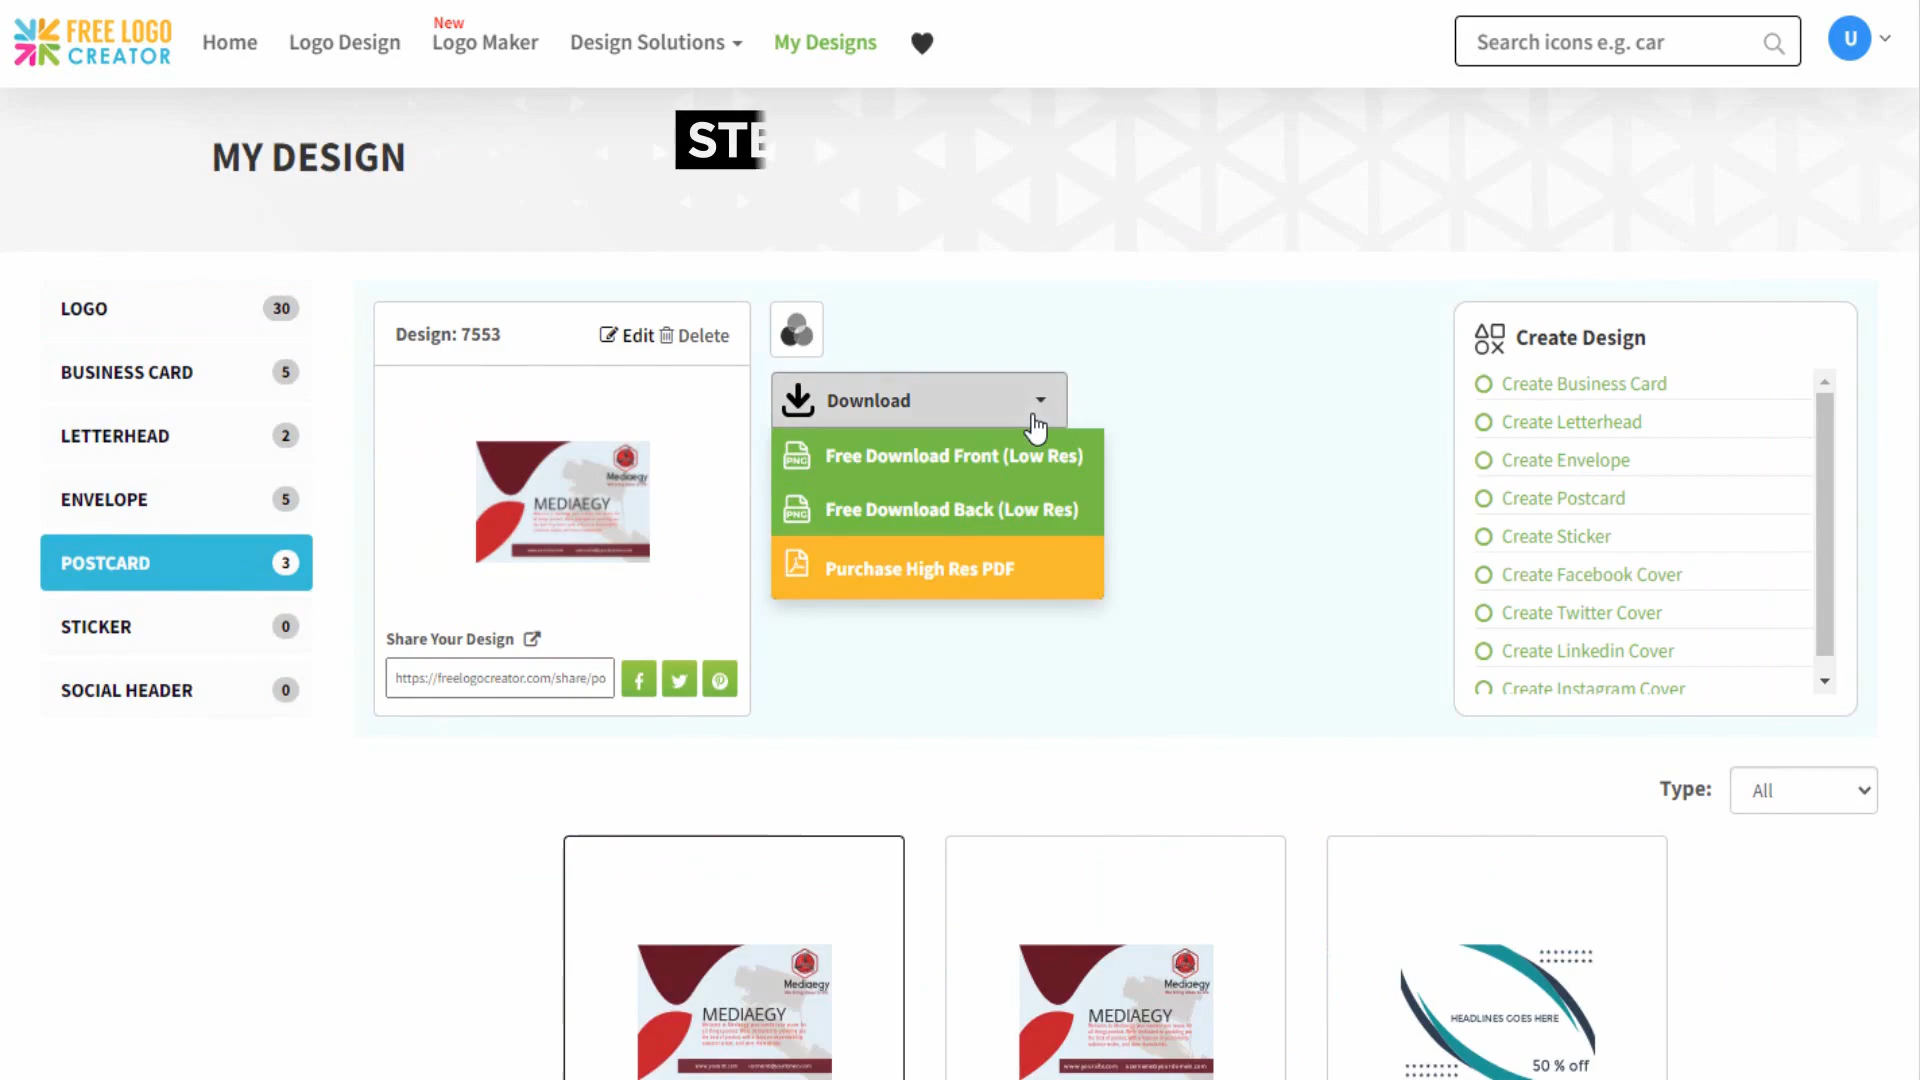 FREE LOGO
CREATOR
Home
Logo Design
New
Logo Maker
Design Solutions
My Designs
Search icons e.g. car
U
STE
MY DESIGN
LOGO 30
BUSINESS CARD 5
LETTERHEAD 2
ENVELOPE 5
POSTCARD 3
STICKER 0
SOCIAL HEADER 0
Design: 7553
Edit
Delete
Mediaegy
MEDIAEGY
Share Your Design
https://freelogocreator.com/share/po
Download
PNG Free Download Front (Low Res)
PNG Free Download Back (Low Res)
Purchase High Res PDF
Create Design
Create Business Card
Create Letterhead
Create Envelope
Create Postcard
Create Sticker
Create Facebook Cover
Create Twitter Cover
Create Linkedin Cover
Create Instagram Cover
Type: All
Mediaegy
MEDIAEGY
Mediaegy
MEDIAEGY
HEADLINES GOES HERE
50 % off